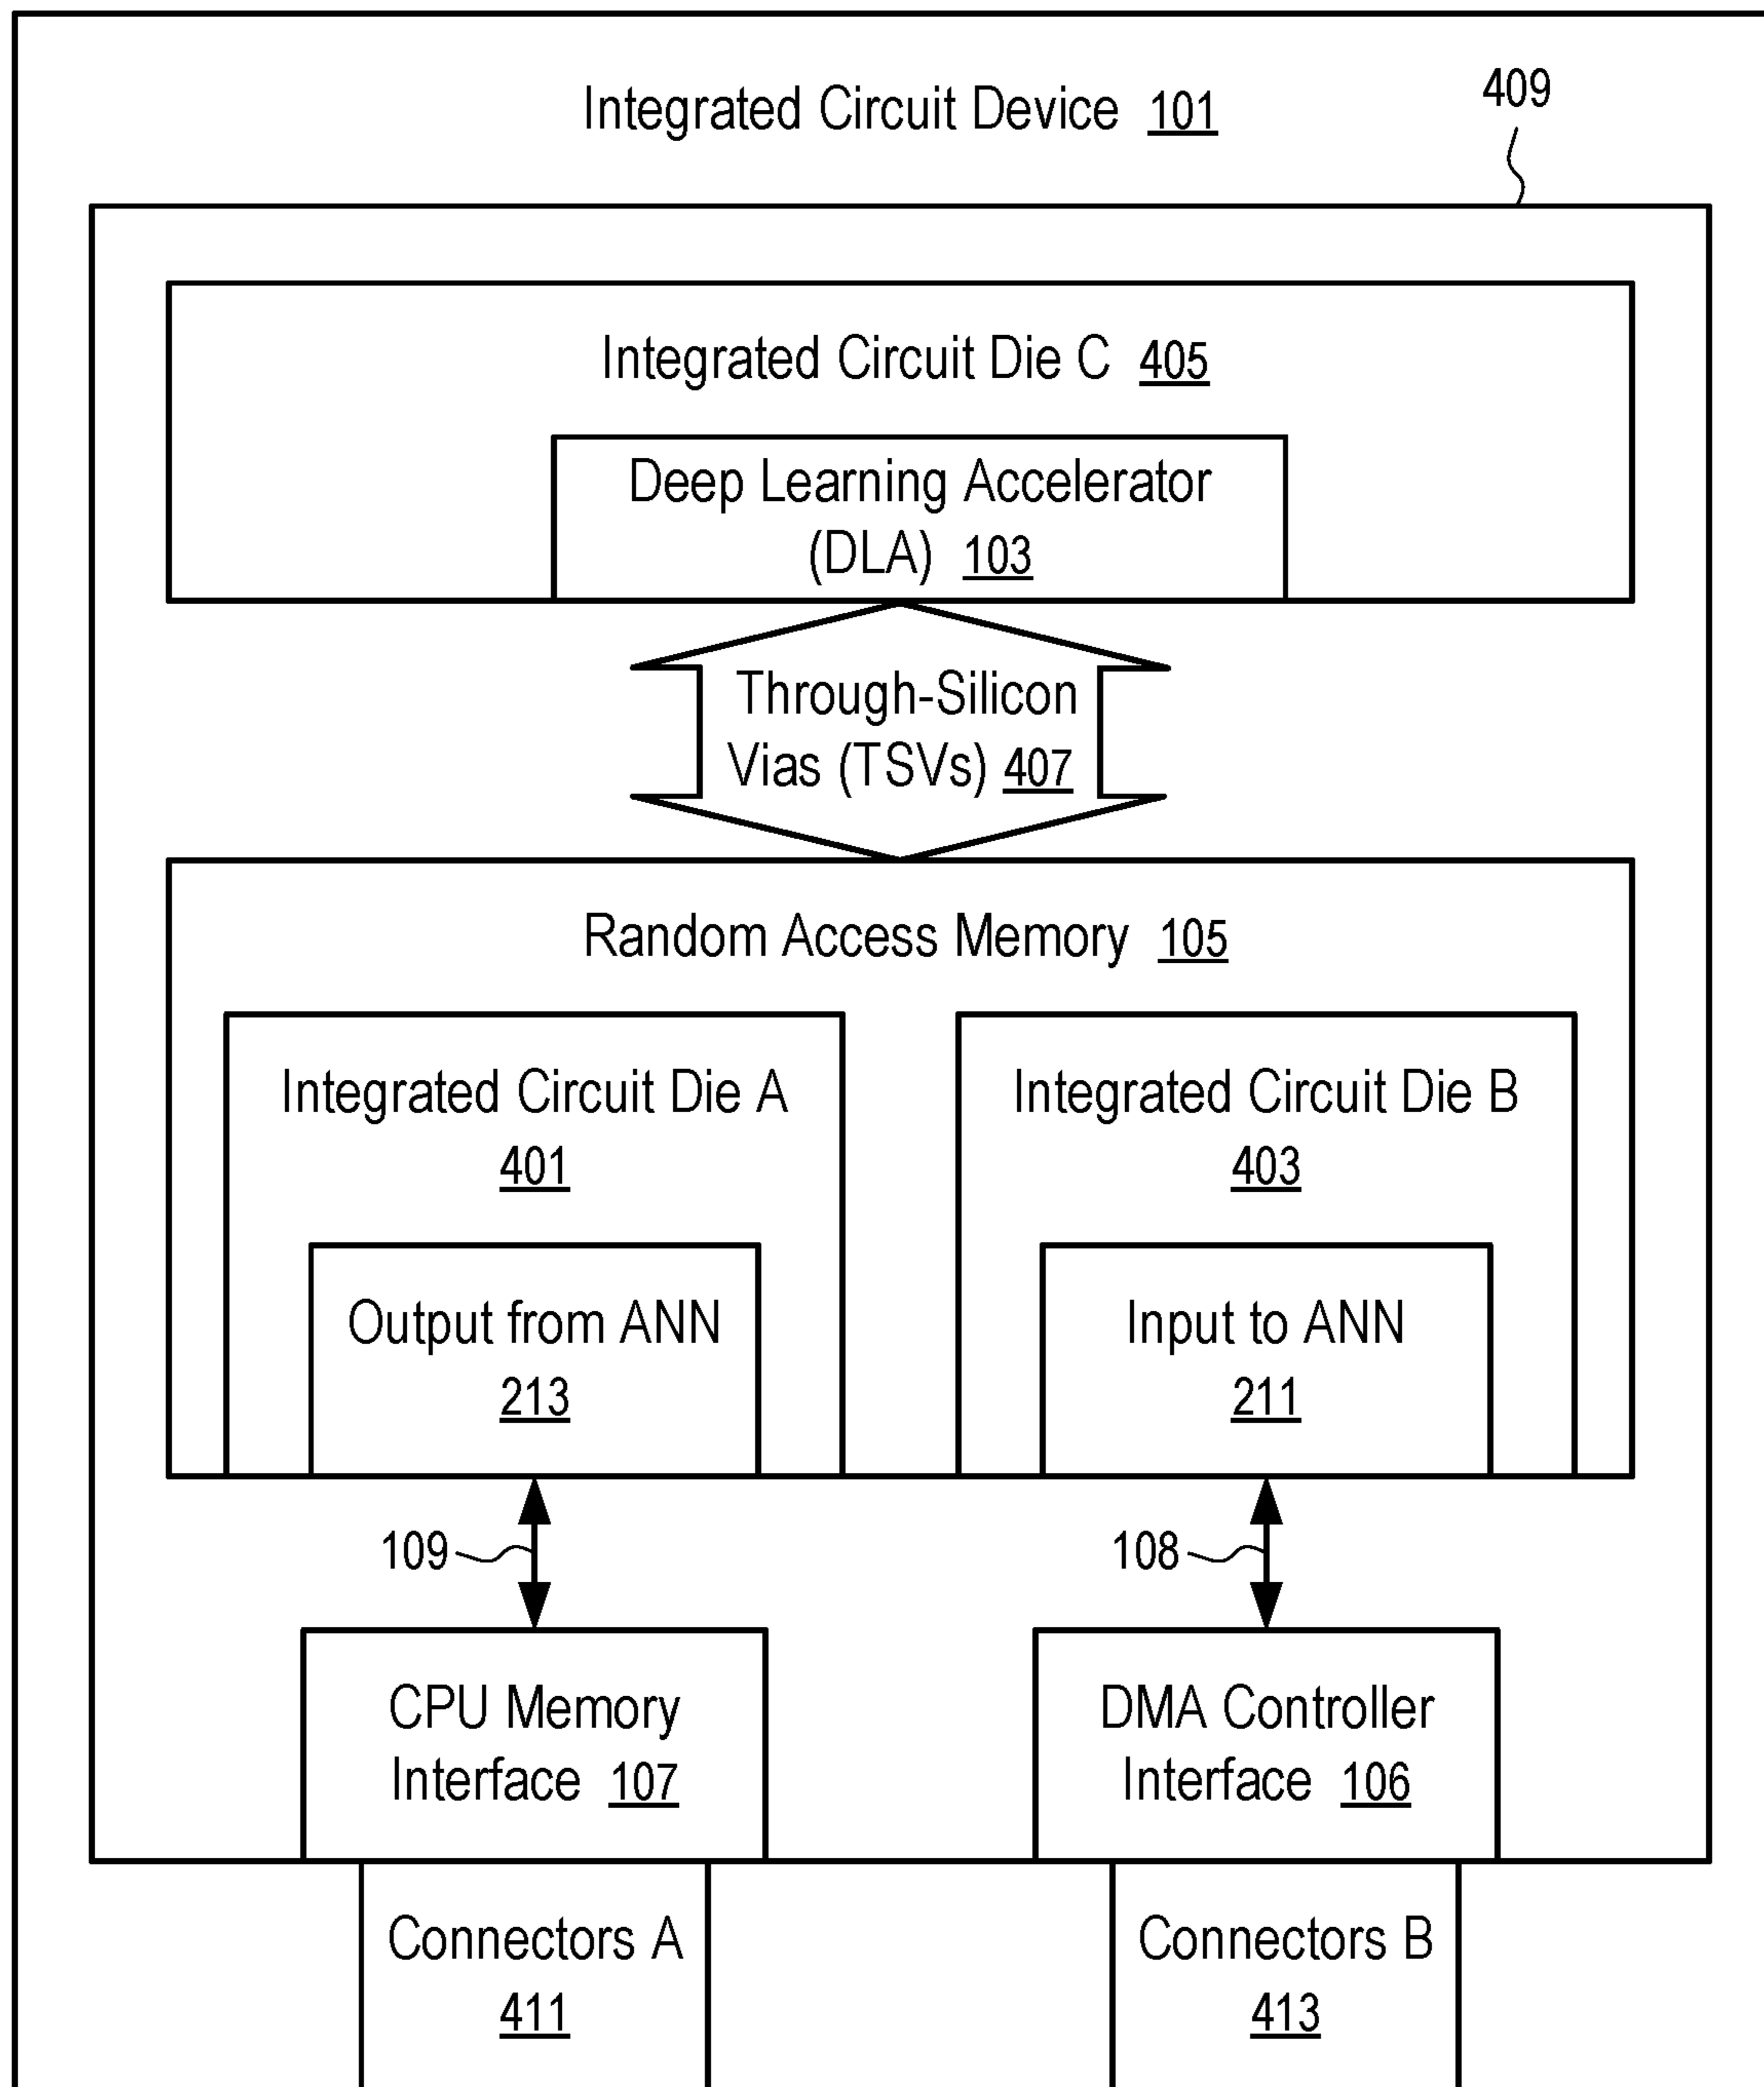 Integrated Circuit Device 101
409
Integrated Circuit Die C 405
Deep Learning Accelerator
(DLA) 103
Through-Silicon
Vias (TSVs) 407
Random Access Memory 105
Integrated Circuit Die A
401
Integrated Circuit Die B
403
Output from ANN
213
Input to ANN
211
109
108
CPU Memory
Interface 107
DMA Controller
Interface 106
Connectors A
411
Connectors B
413